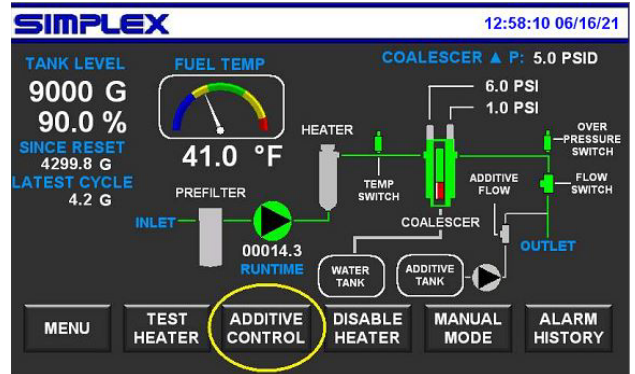 SIMPLEX
12:58:10 06/16/21
TANK LEVEL
9000 G
90.0 %
SINCE RESET
4299.8 G
LATEST CYCLE
4.2 G
FUEL TEMP
41.0 °F
COALESCER ▲ P: 5.0 PSID
6.0 PSI
1.0 PSI
HEATER
OVER
PRESSURE
SWITCH
TEMP
SWITCH
ADDITIVE
FLOW
FLOW
SWITCH
PREFILTER
INLET
COALESCER
OUTLET
00014.3
RUNTIME
WATER
TANK
ADDITIVE
TANK
MENU
TEST
HEATER
ADDITIVE
CONTROL
DISABLE
HEATER
MANUAL
MODE
ALARM
HISTORY